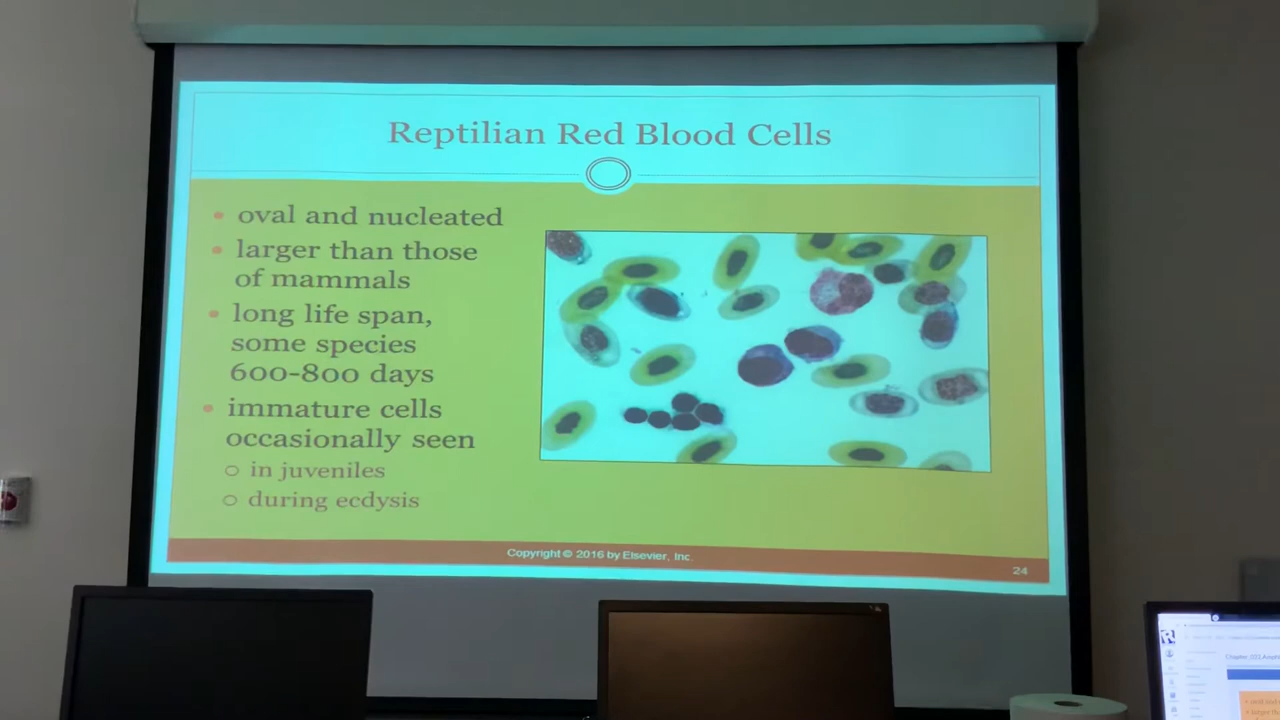 Reptilian Red Blood Cells
• oval and nucleated
• larger than those
of mammals
• long life span,
some species
600-800 days
• immature cells
occasionally seen
○ in juveniles
○ during ecdysis
Copyright © 2016 by Elsevier, Inc.
24